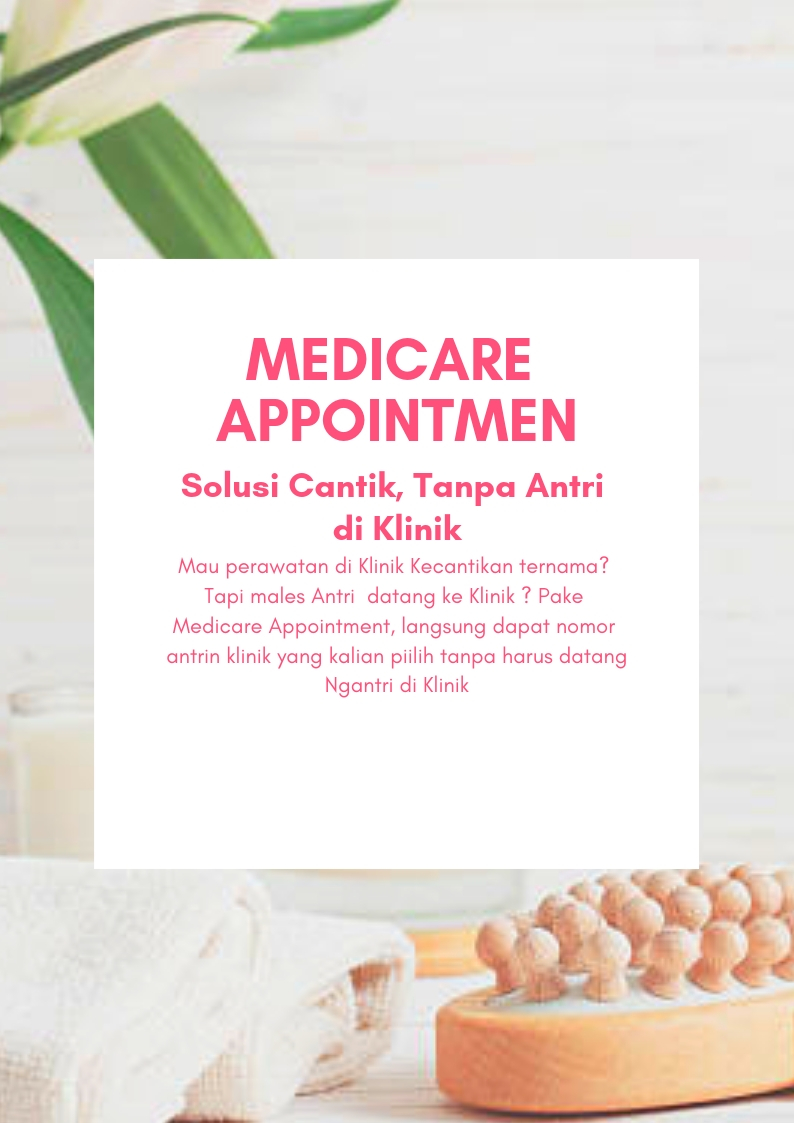 MEDICARE
APPOINTMEN
Solusi Cantik, Tanpa Antri
di Klinik
Mau perawatan di Klinik Kecantikan ternama?
Tapi males Antri  datang ke Klinik ? Pake
Medicare Appointment, langsung dapat nomor
antrin klinik yang kalian piilih tanpa harus datang
Ngantri di Klinik